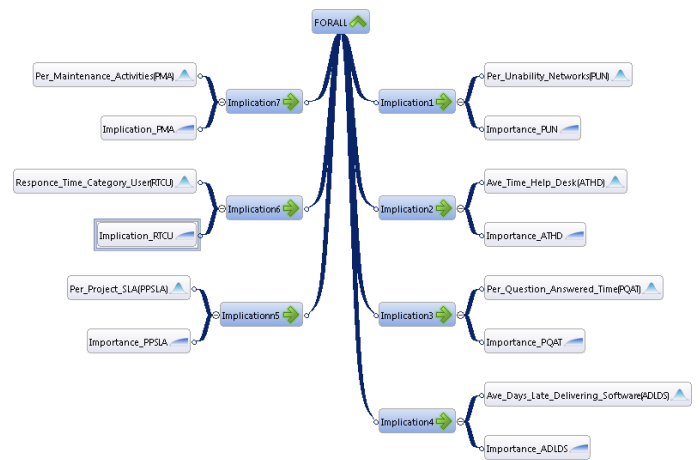 FORALL
Per_Maintenance_Activities(PMA)
Implication7
Implication_PMA
Responce_Time_Category_User(RTCU)
Implication6
Implication_RTCU
Per_Project_SLA(PPSLA)
Implicationn5
Importance_PPSLA
Implication1
Per_Unability_Networks(PUN)
Importance_PUN
Implication2
Ave_Time_Help_Desk(ATHD)
Importance_ATHD
Implication3
Per_Question_Answered_Time(PQAT)
Importance_PQAT
Implication4
Ave_Days_Late_Delivering_Software(ADLDS)
Importance_ADLDS